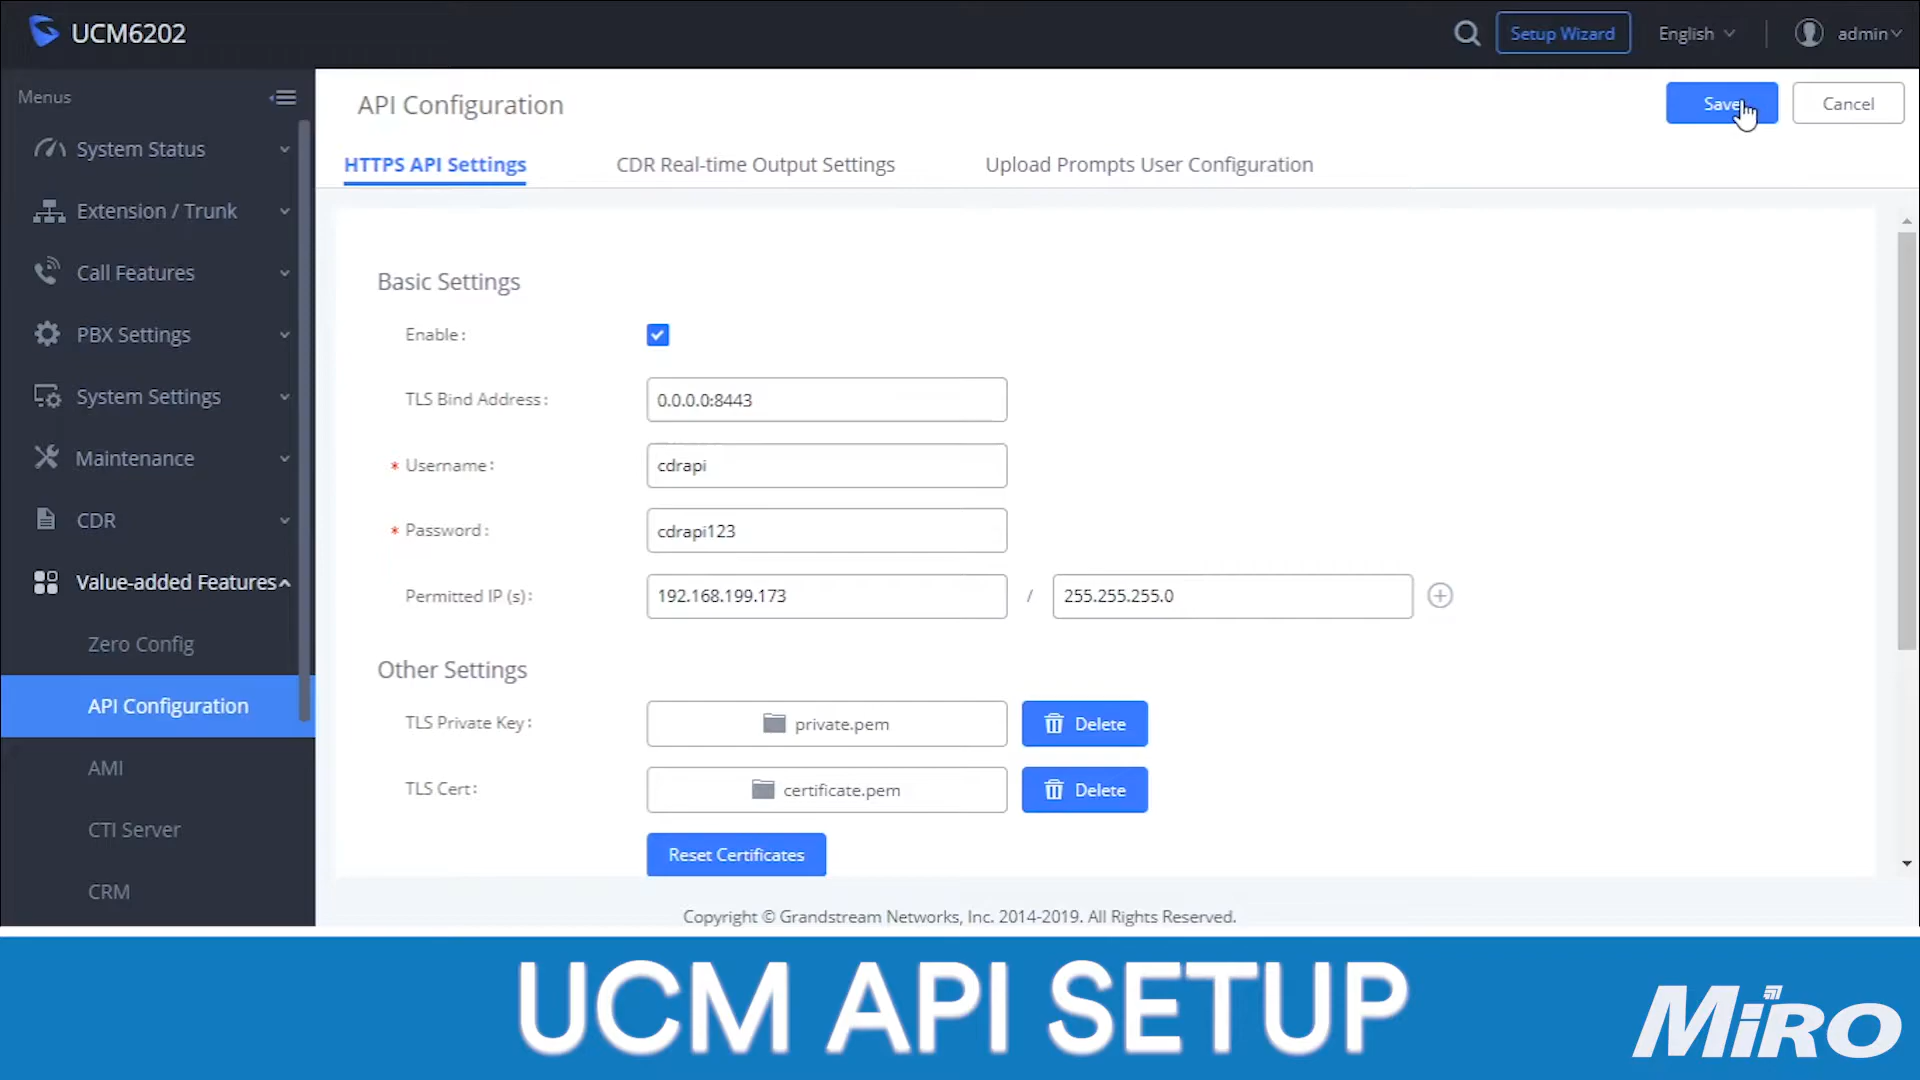 UCM6202
Setup Wizard
English
admin
Menus
System Status
Extension / Trunk
Call Features
PBX Settings
System Settings
Maintenance
CDR
Value-added Features
Zero Config
API Configuration
AMI
CTI Server
CRM
API Configuration
Save
Cancel
HTTPS API Settings
CDR Real-time Output Settings
Upload Prompts User Configuration
Basic Settings
Enable:
TLS Bind Address: 0.0.0.0:8443
* Username: cdrapi
* Password: cdrapi123
Permitted IP (s): 192.168.199.173 / 255.255.255.0
Other Settings
TLS Private Key: private.pem Delete
TLS Cert: certificate.pem Delete
Reset Certificates
Copyright © Grandstream Networks, Inc. 2014-2019. All Rights Reserved.
UCM API SETUP
MiRO